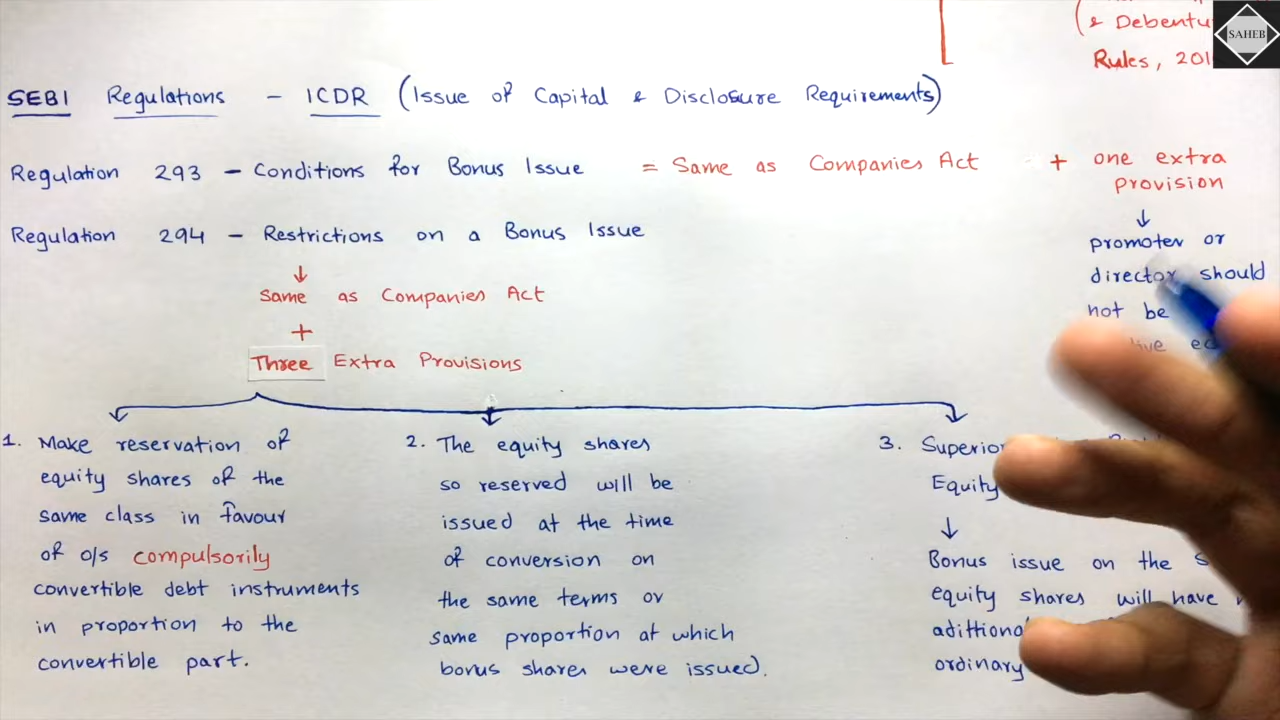 (& Debentu
Rules, 201
SAHEB
SEBI Regulations - ICDR (Issue of Capital & Disclosure Requirements)
Regulation 293 - Conditions for Bonus Issue = Same as Companies Act + one extra
provision
↓
promoter or
director should
not be
Regulation 294 - Restrictions on a Bonus Issue
↓
Same as Companies Act
+
Three Extra Provisions
1. Make reservation of
equity shares of the
same class in favour
of o/s compulsorily
convertible debt instruments
in proportion to the
convertible part.
2. The equity shares
so reserved will be
issued at the time
of conversion on
the same terms or
same proportion at which
bonus shares were issued.
3. Superior
Equity
↓
Bonus issue on the S
equity shares will have
adittional
ordinary